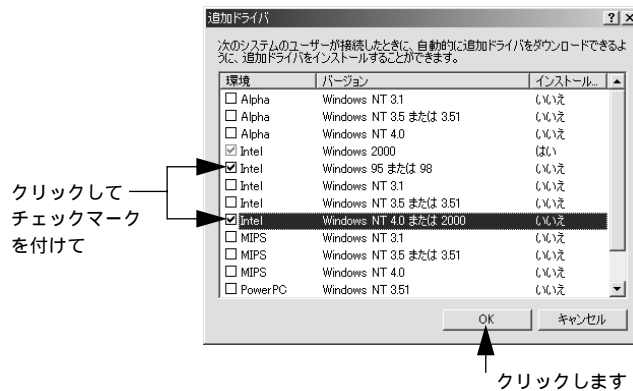 追加ドライバ
? ×
次のシステムのユーザーが接続したときに、自動的に追加ドライバをダウンロードできるよ
うに、追加ドライバをインストールすることができます。
環境 バージョン インストール...
Alpha Windows NT 3.1 いいえ
Alpha Windows NT 3.5 または 3.51 いいえ
Alpha Windows NT 4.0 いいえ
Intel Windows 2000 はい
Intel Windows 95 または 98 いいえ
Intel Windows NT 3.1 いいえ
Intel Windows NT 3.5 または 3.51 いいえ
Intel Windows NT 4.0 または 2000 いいえ
MIPS Windows NT 3.1 いいえ
MIPS Windows NT 3.5 または 3.51 いいえ
MIPS Windows NT 4.0 いいえ
PowerPC Windows NT 3.51 いいえ
OK キャンセル
クリックして
チェックマーク
を付けて
クリックします